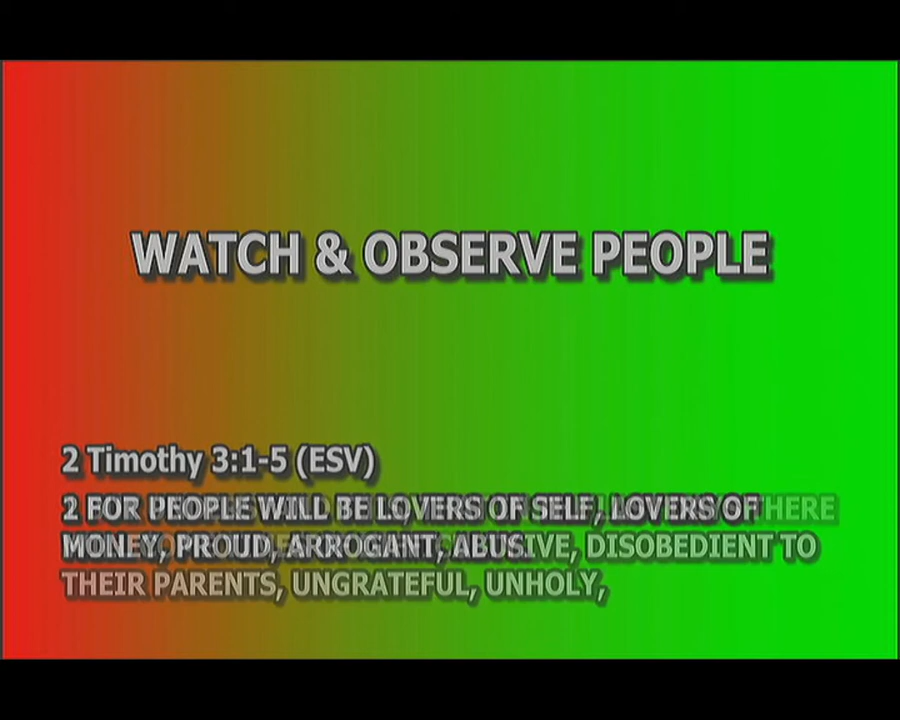 WATCH & OBSERVE PEOPLE
2 Timothy 3:1-5 (ESV)
2 FOR PEOPLE WILL BE LOVERS OF SELF, LOVERS OF HERE
MONEY, PROUD, ARROGANT, ABUSIVE, DISOBEDIENT TO
THEIR PARENTS, UNGRATEFUL, UNHOLY,